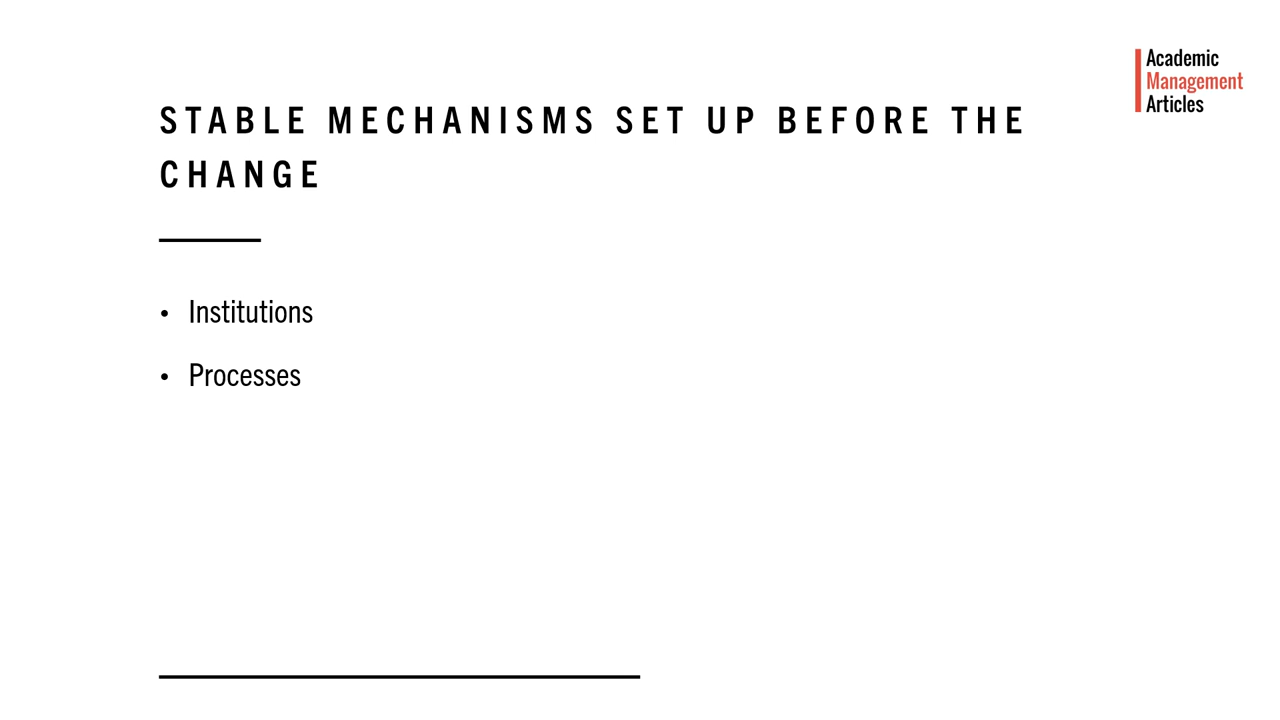 Academic
Management
Articles
STABLE MECHANISMS SET UP BEFORE THE
CHANGE
• Institutions
• Processes